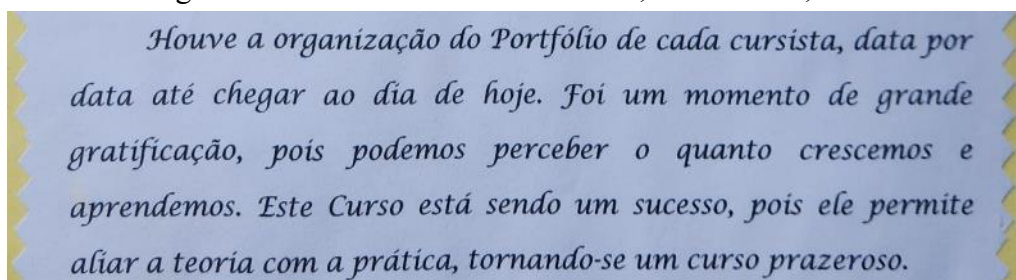 Houve a organização do Portfólio de cada cursista, data por
data até chegar ao dia de hoje. Foi um momento de grande
gratificação, pois podemos perceber o quanto crescemos e
aprendemos. Este Curso está sendo um sucesso, pois ele permite
aliar a teoria com a prática, tornando-se um curso prazeroso.